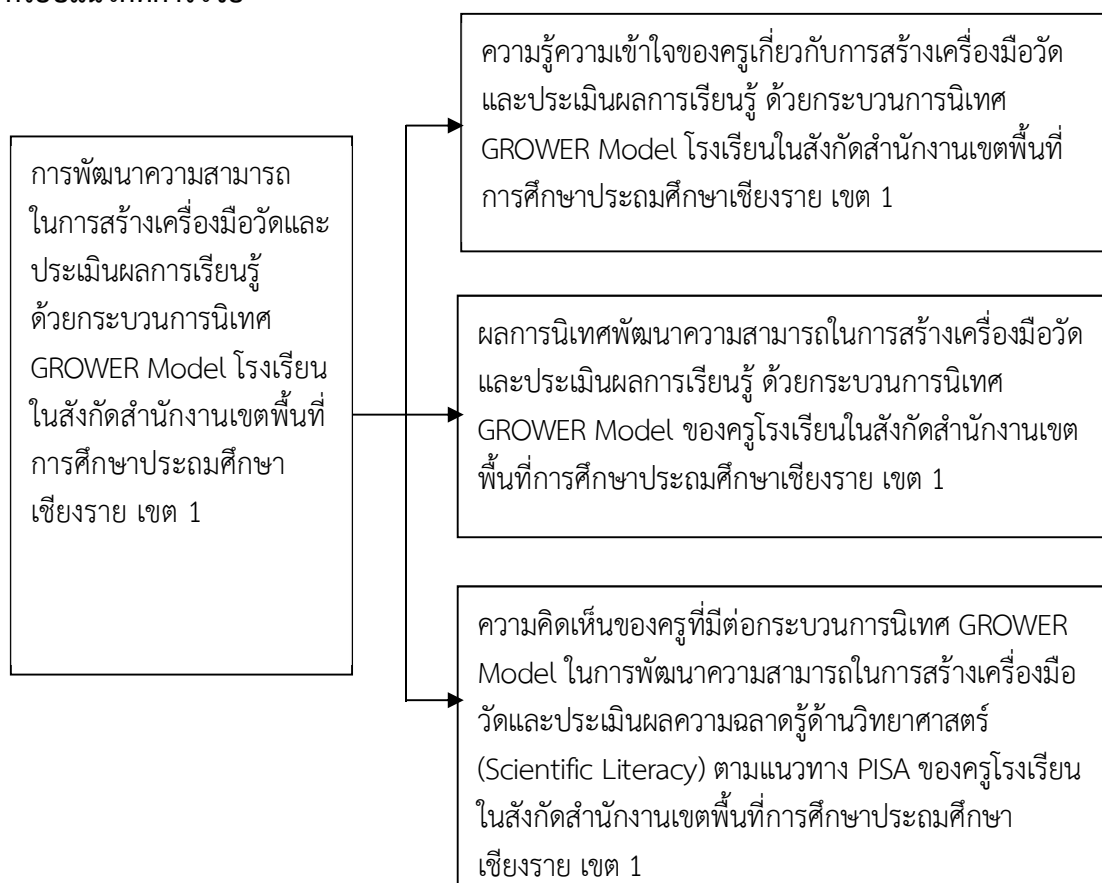 การพัฒนาความสามารถ
ในการสร้างเครื่องมือวัดและ
ประเมินผลการเรียนรู้
ด้วยกระบวนการนิเทศ
GROWER Model โรงเรียน
ในสังกัดสำนักงานเขตพื้นที่
การศึกษาประถมศึกษา
เชียงราย เขต 1
ความรู้ความเข้าใจของครูเกี่ยวกับการสร้างเครื่องมือวัด
และประเมินผลการเรียนรู้ ด้วยกระบวนการนิเทศ
GROWER Model โรงเรียนในสังกัดสำนักงานเขตพื้นที่
การศึกษาประถมศึกษาเชียงราย เขต 1
ผลการนิเทศพัฒนาความสามารถในการสร้างเครื่องมือวัด
และประเมินผลการเรียนรู้ ด้วยกระบวนการนิเทศ
GROWER Model ของครูโรงเรียนในสังกัดสำนักงานเขต
พื้นที่การศึกษาประถมศึกษาเชียงราย เขต 1
ความคิดเห็นของครูที่มีต่อกระบวนการนิเทศ GROWER
Model ในการพัฒนาความสามารถในการสร้างเครื่องมือ
วัดและประเมินผลความฉลาดรู้ด้านวิทยาศาสตร์
(Scientific Literacy) ตามแนวทาง PISA ของครูโรงเรียน
ในสังกัดสำนักงานเขตพื้นที่การศึกษาประถมศึกษา
เชียงราย เขต 1